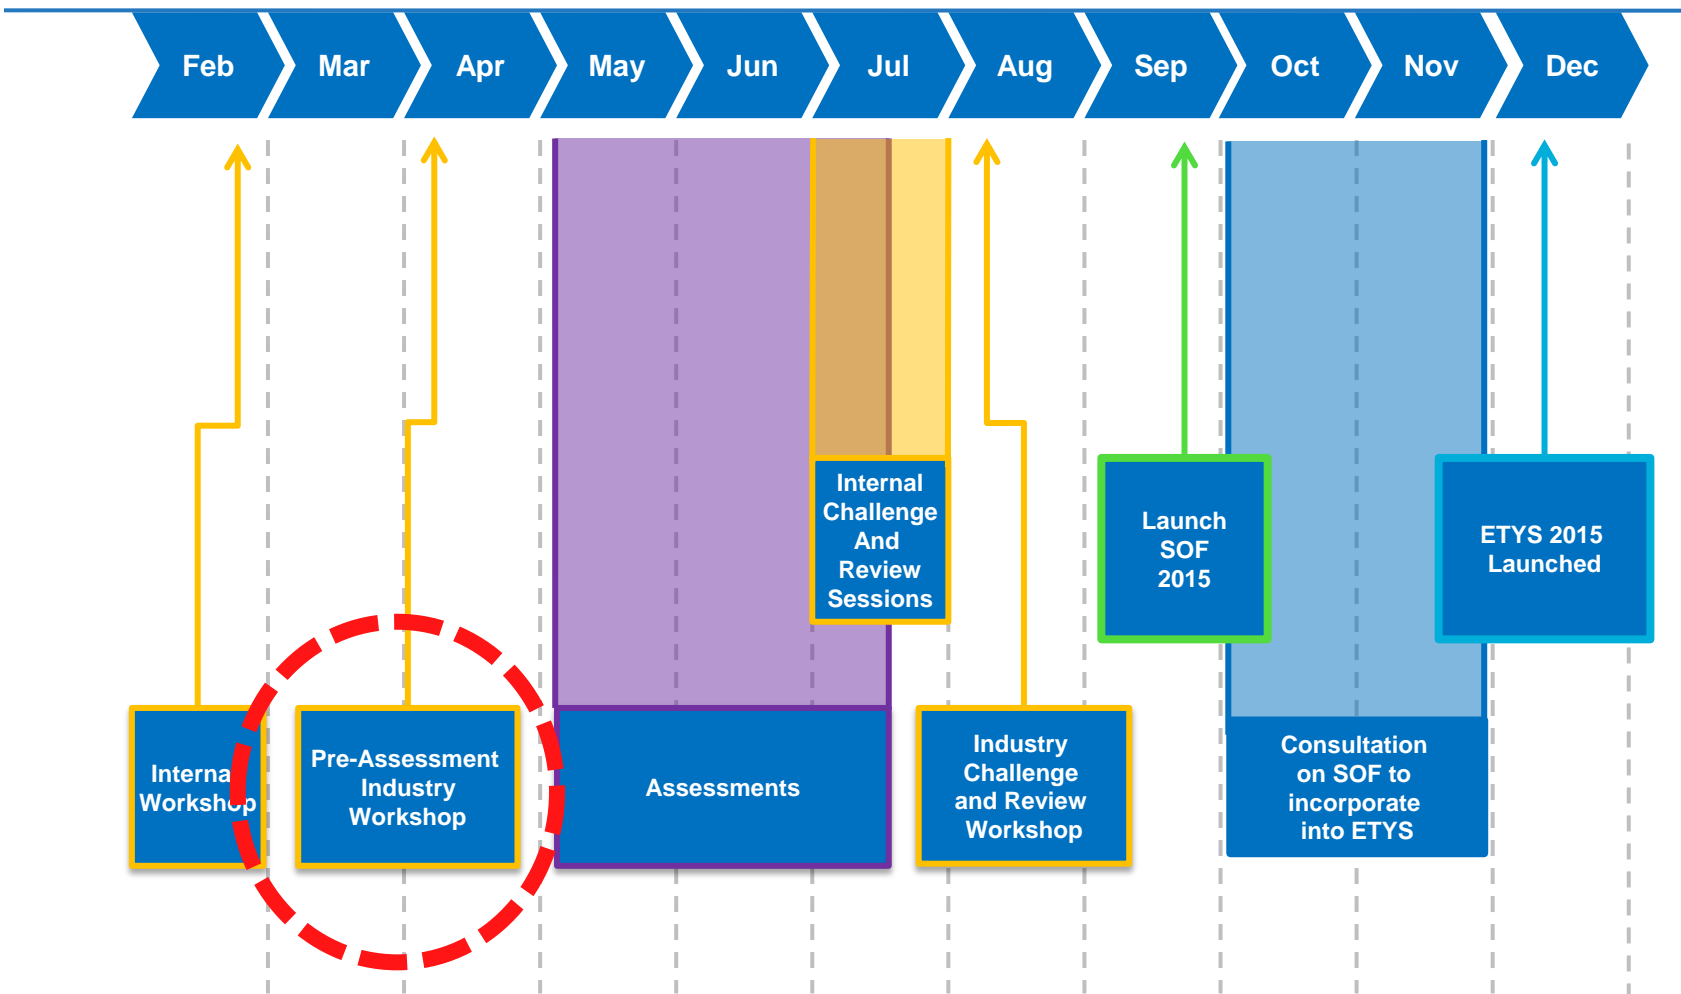 Feb
Mar
Apr
May
Jun
Jul
Aug
Sep
Oct
Nov
Dec
Internal
Challenge
And
Review
Sessions
Launch
SOF
2015
ETYS 2015
Launched
Internal
Workshop
Pre-Assessment
Industry
Workshop
Assessments
Industry
Challenge
and Review
Workshop
Consultation
on SOF to
incorporate
into ETYS